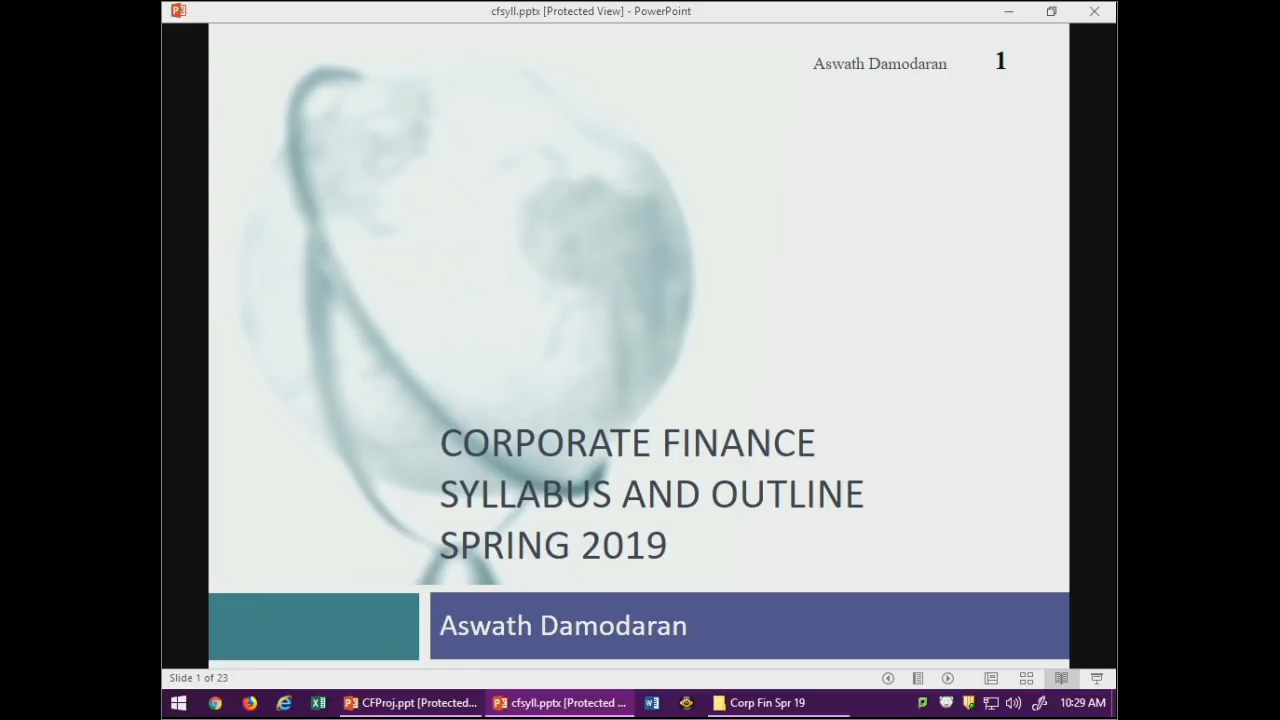 cfsyll.pptx [Protected View] - PowerPoint
Aswath Damodaran 1
CORPORATE FINANCE
SYLLABUS AND OUTLINE
SPRING 2019
Aswath Damodaran
Slide 1 of 23
CFProj.ppt [Protected... cfsyll.pptx [Protected ... Corp Fin Spr 19 10:29 AM